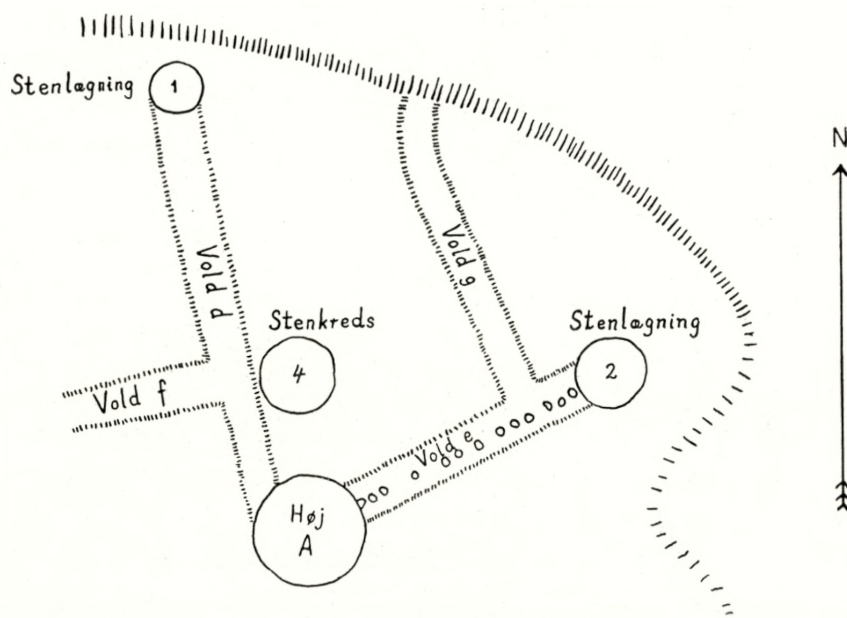 Stenlægning
1
N
Vold d
Vold g
Stenkreds
Stenlægning
4
2
Vold f
Vold e
Høj
A